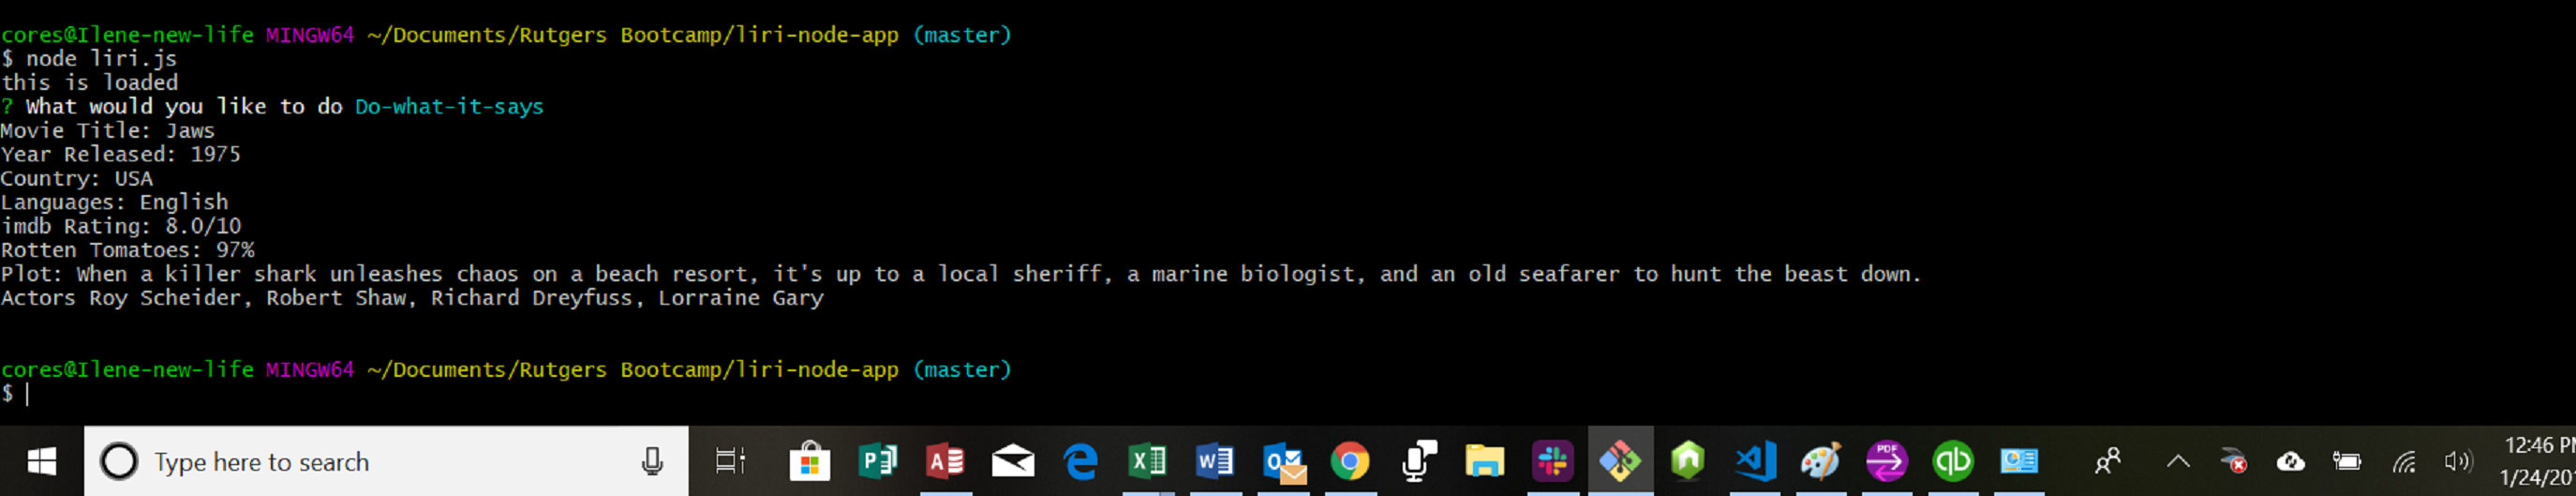 cores@Ilene-new-life MINGW64 ~/Documents/Rutgers Bootcamp/liri-node-app (master)
$ node liri.js
this is loaded
? What would you like to do Do-what-it-says
Movie Title: Jaws
Year Released: 1975
Country: USA
Languages: English
imdb Rating: 8.0/10
Rotten Tomatoes: 97%
Plot: When a killer shark unleashes chaos on a beach resort, it's up to a local sheriff, a marine biologist, and an old seafarer to hunt the beast down.
Actors Roy Scheider, Robert Shaw, Richard Dreyfuss, Lorraine Gary
cores@Ilene-new-life MINGW64 ~/Documents/Rutgers Bootcamp/liri-node-app (master)
$
Type here to search
12:46
1/24/20